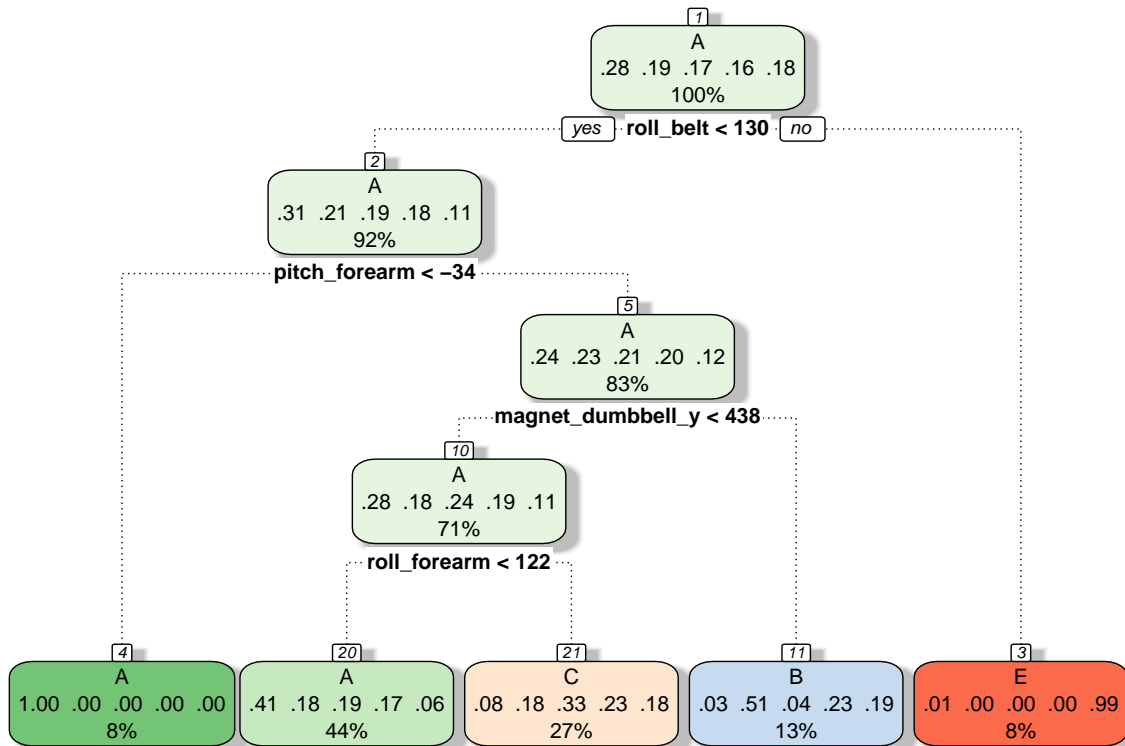 1
A
.28 .19 .17 .16 .18
100%
yes roll_belt < 130 no
2
A
.31 .21 .19 .18 .11
92%
pitch_forearm < −34
5
A
.24 .23 .21 .20 .12
83%
magnet_dumbbell_y < 438
10
A
.28 .18 .24 .19 .11
71%
roll_forearm < 122
4
A
1.00 .00 .00 .00 .00
8%
20
A
.41 .18 .19 .17 .06
44%
21
C
.08 .18 .33 .23 .18
27%
11
B
.03 .51 .04 .23 .19
13%
3
E
.01 .00 .00 .00 .99
8%